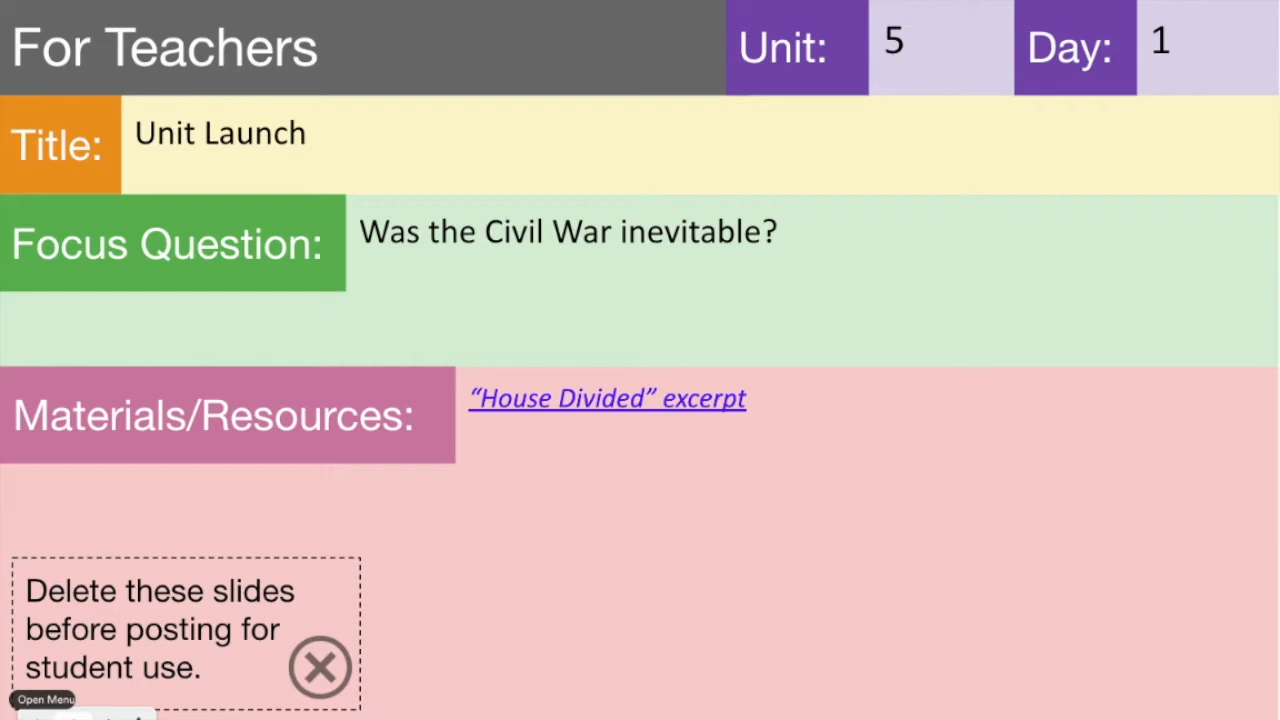 For Teachers
Unit:
5
Day:
1
Title:
Unit Launch
Focus Question:
Was the Civil War inevitable?
Materials/Resources:
“House Divided” excerpt
Delete these slides
before posting for
student use.
Open Menu